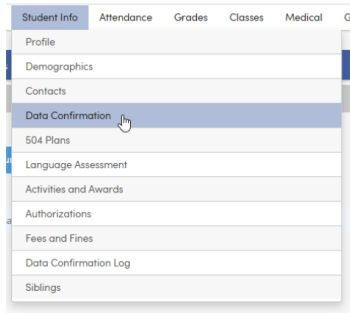 Student Info Attendance Grades Classes Medical
Profile
Demographics
Contacts
Data Confirmation
504 Plans
Language Assessment
Activities and Awards
Authorizations
Fees and Fines
Data Confirmation Log
Siblings